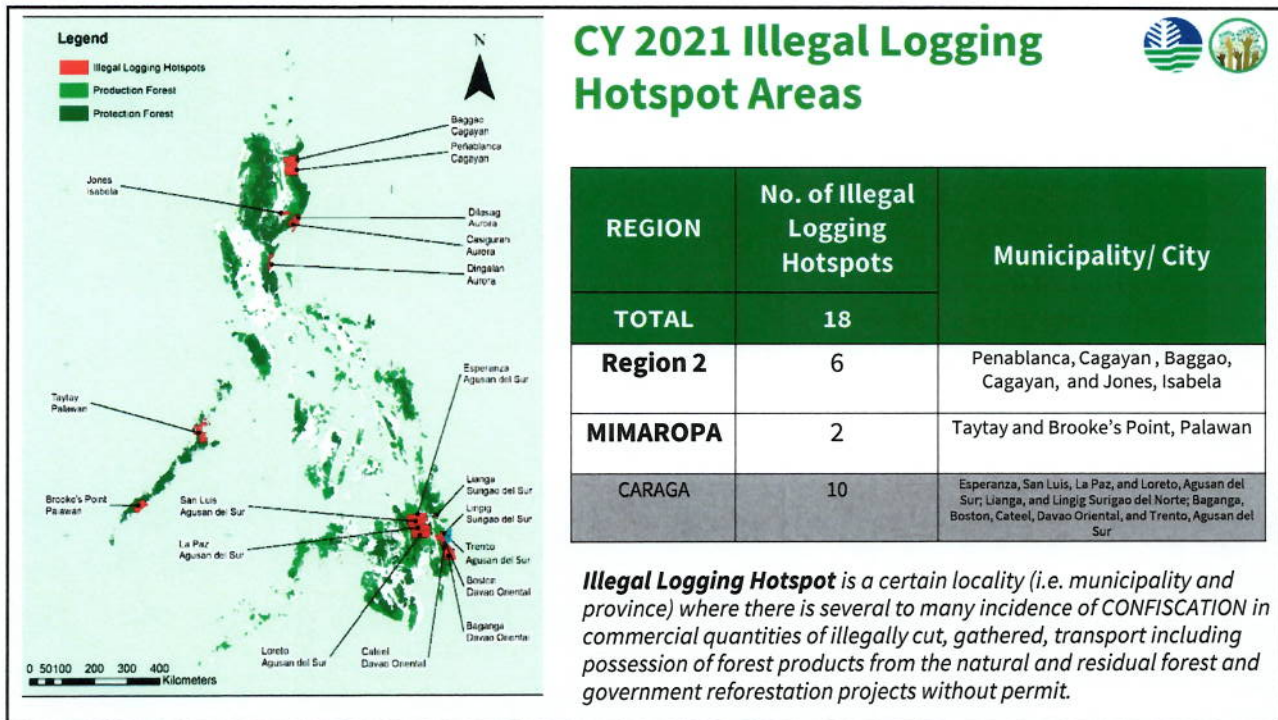 Legend
Illegal Logging Hotspots
Production Forest
Protection Forest
N
Baggao
Cagayan
Peñablanca
Cagayan
Jones
Isabela
Dilasag
Aurora
Casiguran
Aurora
Dingalan
Aurora
Esperanza
Agusan del Sur
Taytay
Palawan
Lianga
Surigao del Sur
Brooke's Point
Palawan
San Luis
Agusan del Sur
Lingig
Surigao del Sur
La Paz
Agusan del Sur
Trento
Agusan del Sur
Boston
Davao Oriental
Baganga
Davao Oriental
Loreto
Agusan del Sur
Cateel
Davao Oriental
0 50 100 200 300 400
Kilometers
CY 2021 Illegal Logging
Hotspot Areas
REGION
No. of Illegal
Logging
Hotspots
Municipality/ City
TOTAL
18
Region 2
6
Penablanca, Cagayan , Baggao,
Cagayan, and Jones, Isabela
MIMAROPA
2
Taytay and Brooke's Point, Palawan
CARAGA
10
Esperanza, San Luis, La Paz, and Loreto, Agusan del
Sur; Lianga, and Lingig Surigao del Norte; Baganga,
Boston, Cateel, Davao Oriental, and Trento, Agusan del
Sur
Illegal Logging Hotspot is a certain locality (i.e. municipality and
province) where there is several to many incidence of CONFISCATION in
commercial quantities of illegally cut, gathered, transport including
possession of forest products from the natural and residual forest and
government reforestation projects without permit.